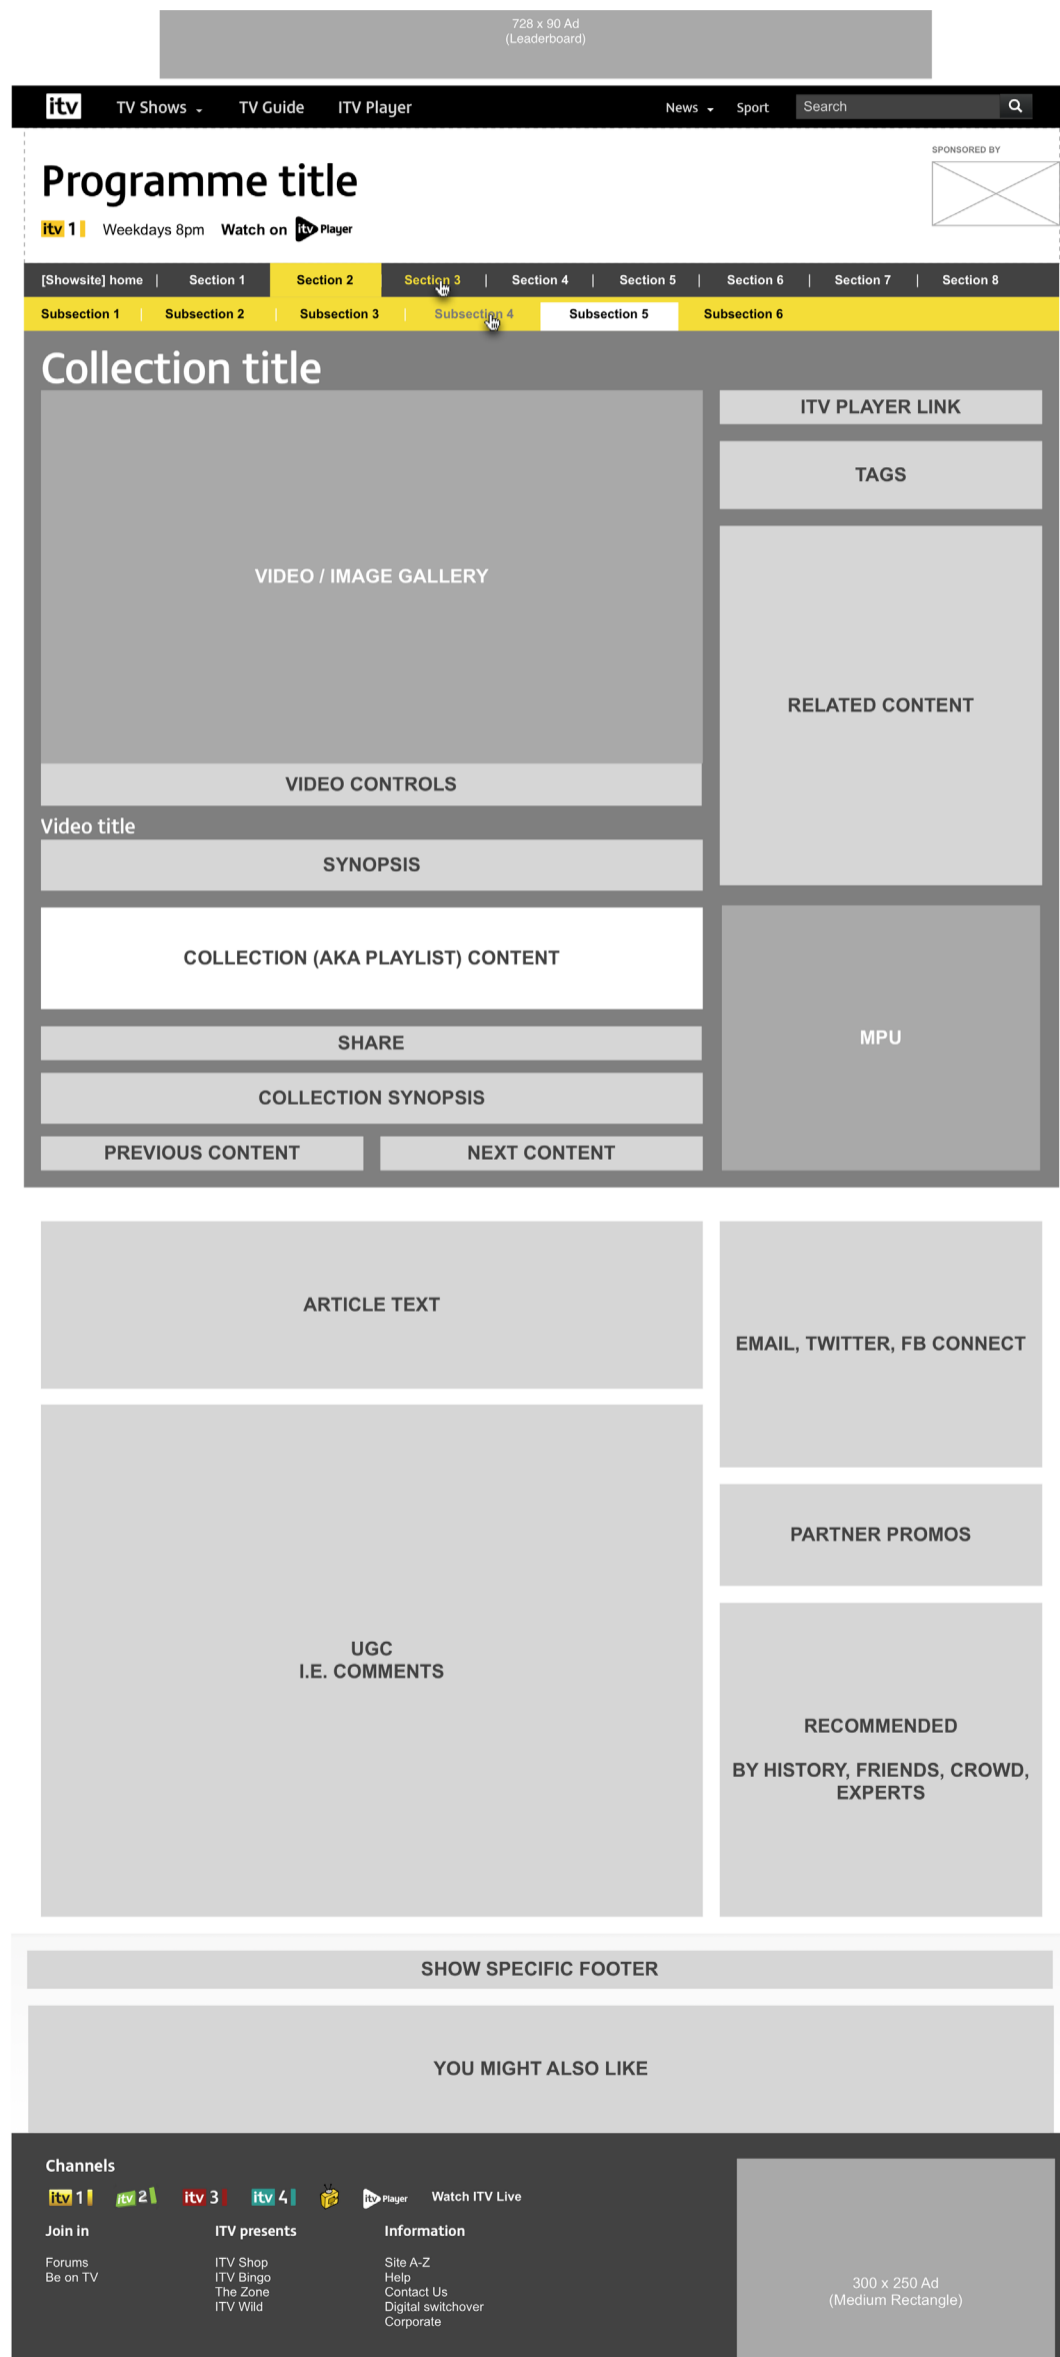 728 x 90 Ad
(Leaderboard)
itv TV Shows TV Guide ITV Player News Sport Search
Programme title
SPONSORED BY
itv 1 Weekdays 8pm Watch on itv Player
[Showsite] home | Section 1 Section 2 Section 3 | Section 4 | Section 5 | Section 6 | Section 7 | Section 8
Subsection 1 | Subsection 2 | Subsection 3 | Subsection 4 Subsection 5 Subsection 6
Collection title
VIDEO / IMAGE GALLERY
VIDEO CONTROLS
Video title
SYNOPSIS
COLLECTION (AKA PLAYLIST) CONTENT
SHARE
COLLECTION SYNOPSIS
PREVIOUS CONTENT
NEXT CONTENT
ITV PLAYER LINK
TAGS
RELATED CONTENT
MPU
ARTICLE TEXT
UGC
I.E. COMMENTS
EMAIL, TWITTER, FB CONNECT
PARTNER PROMOS
RECOMMENDED
BY HISTORY, FRIENDS, CROWD,
EXPERTS
SHOW SPECIFIC FOOTER
YOU MIGHT ALSO LIKE
Channels
itv 1 itv 2 itv 3 itv 4 itv Player Watch ITV Live
Join in
Forums
Be on TV
ITV presents
ITV Shop
ITV Bingo
The Zone
ITV Wild
Information
Site A-Z
Help
Contact Us
Digital switchover
Corporate
300 x 250 Ad
(Medium Rectangle)